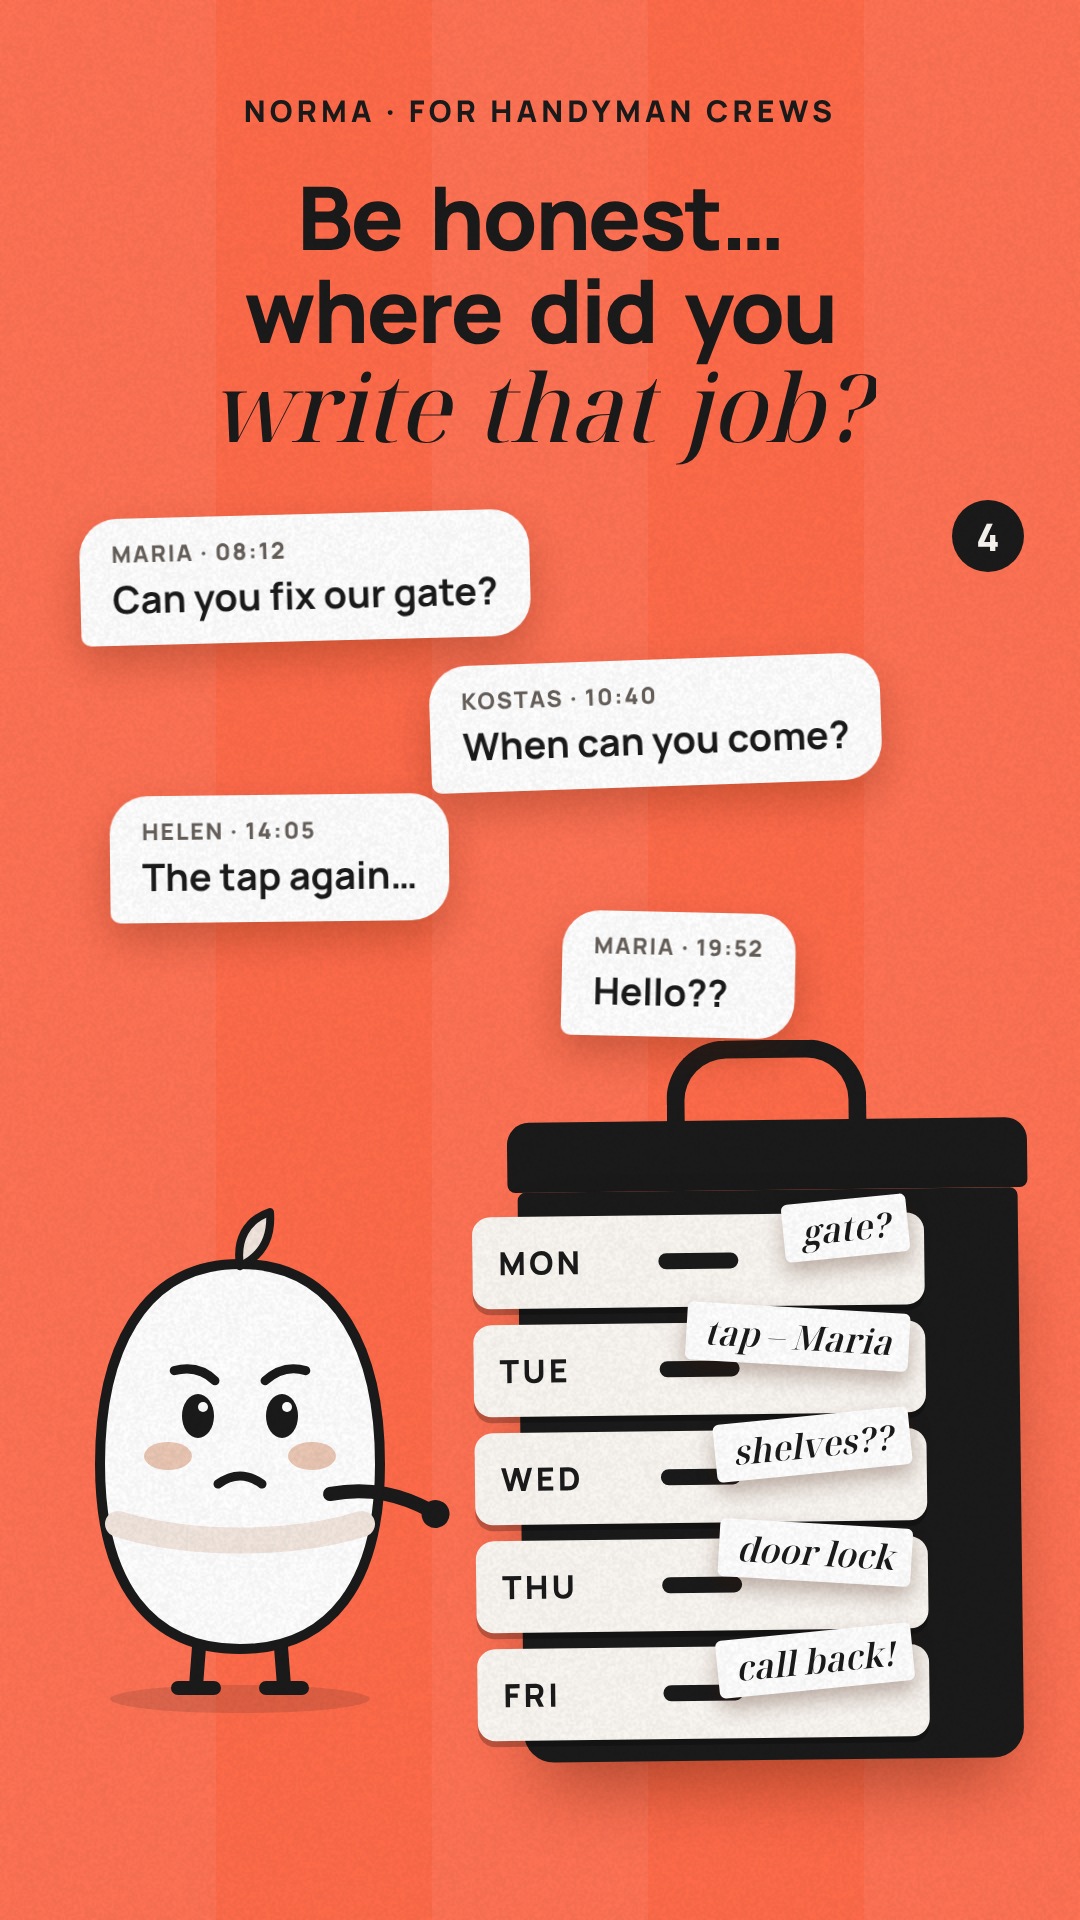 NORMA · FOR HANDYMAN CREWS
Be honest...
where did you
write that job?
4
MARIA · 08:12
Can you fix our gate?
KOSTAS · 10:40
When can you come?
HELEN · 14:05
The tap again...
MARIA · 19:52
Hello??
MON
gate?
TUE
tap – Maria
WED
shelves??
THU
door lock
FRI
call back!